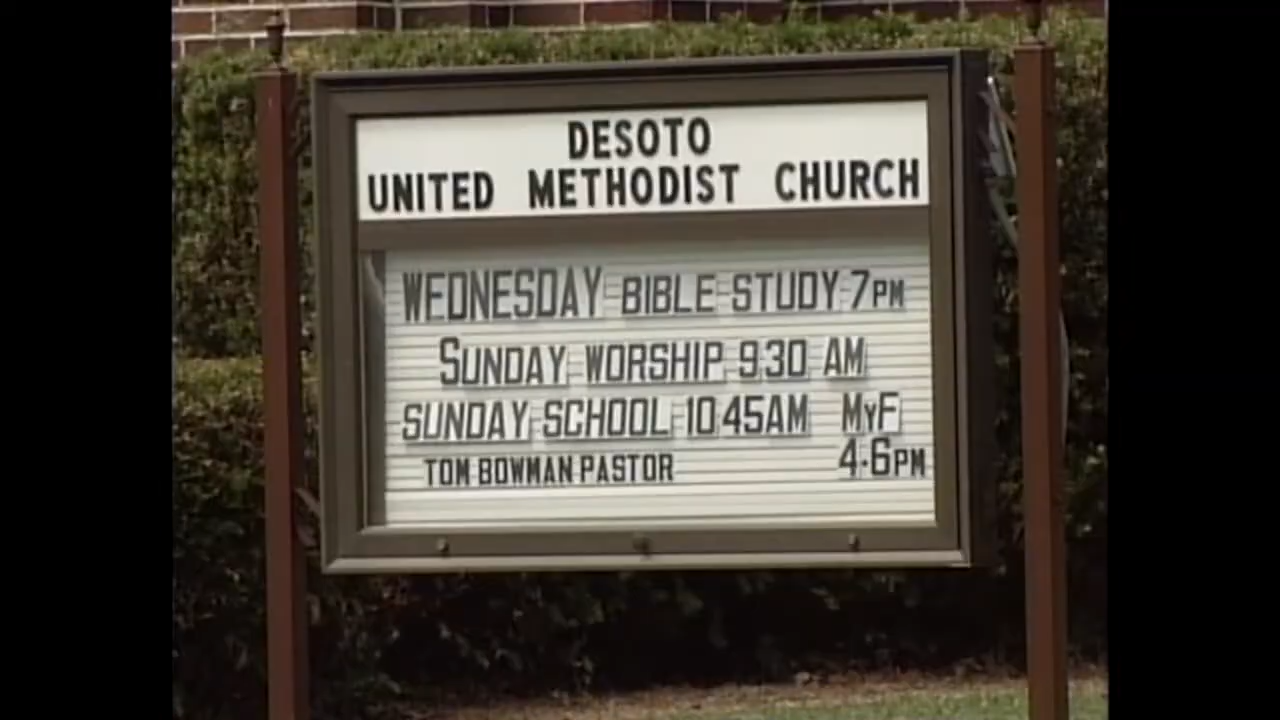 DESOTO
UNITED METHODIST CHURCH
WEDNESDAY BIBLE STUDY 7PM
SUNDAY WORSHIP 9 30 AM
SUNDAY SCHOOL 10 45AM MYF
TOM BOWMAN PASTOR 4-6PM